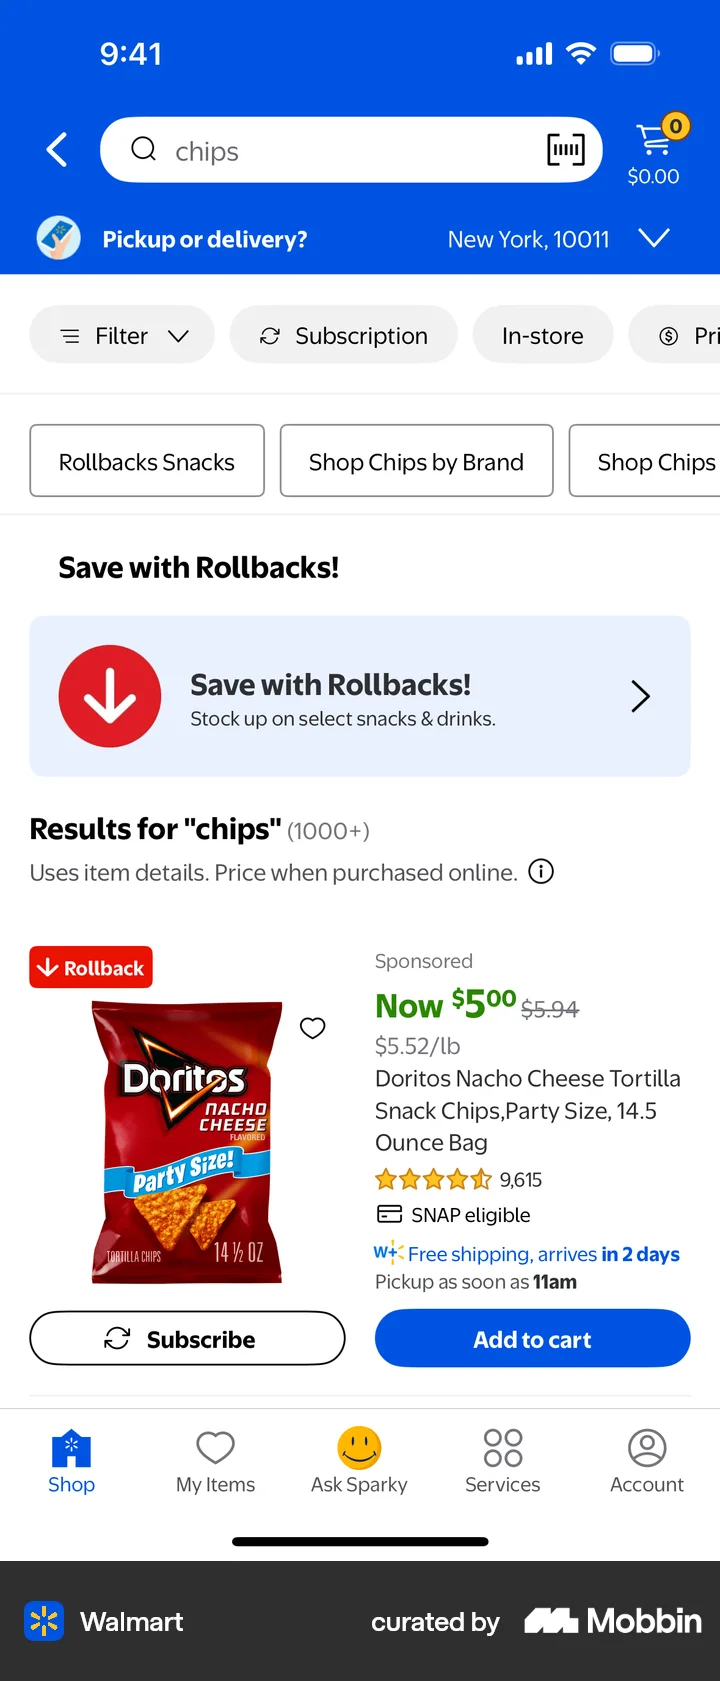 9:41
chips
0
$0.00
Pickup or delivery?
New York, 10011
Filter
Subscription
In-store
Pri
Rollbacks Snacks
Shop Chips by Brand
Shop Chips
Save with Rollbacks!
Save with Rollbacks!
Stock up on select snacks & drinks.
Results for "chips" (1000+)
Uses item details. Price when purchased online.
Rollback
Doritos
NACHO
CHEESE
FLAVORED
Party Size!
TORTILLA CHIPS
14 ½ OZ
Sponsored
Now $500 $5.94
$5.52/lb
Doritos Nacho Cheese Tortilla
Snack Chips,Party Size, 14.5
Ounce Bag
9,615
SNAP eligible
W+ Free shipping, arrives in 2 days
Pickup as soon as 11am
Subscribe
Add to cart
Shop
My Items
Ask Sparky
Services
Account
Walmart
curated by
Mobbin